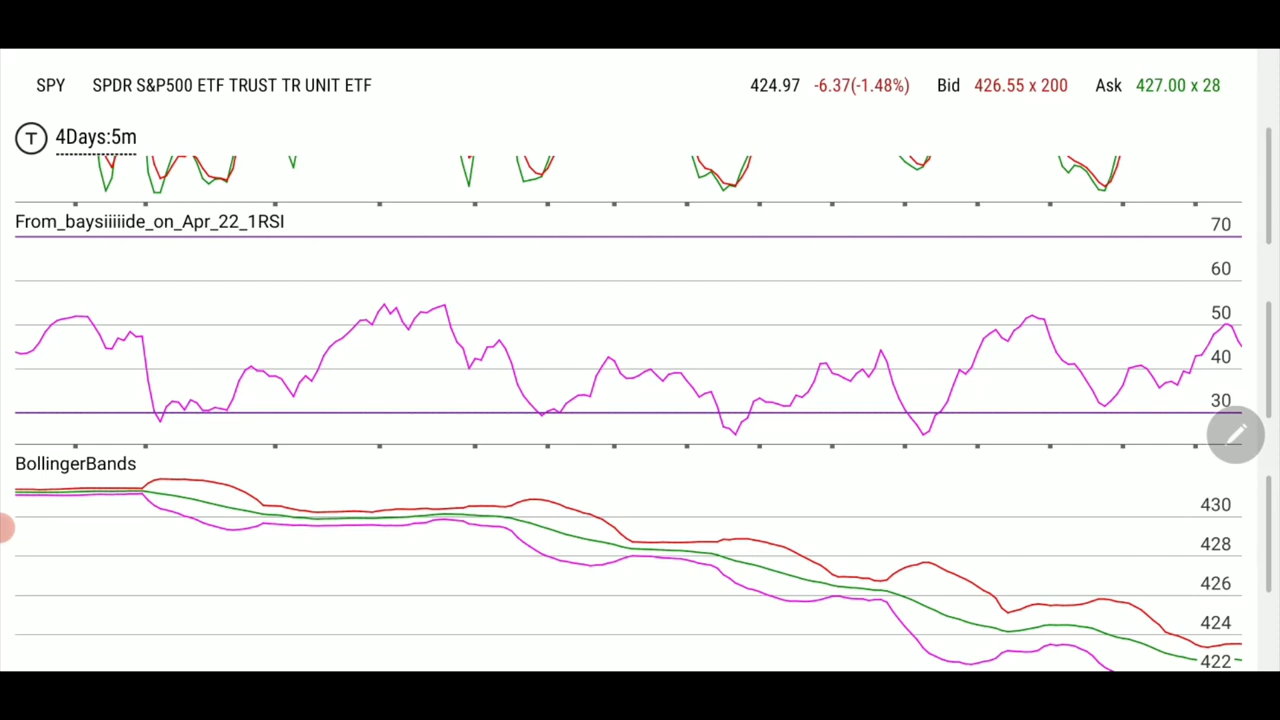 SPY SPDR S&P500 ETF TRUST TR UNIT ETF 424.97 -6.37(-1.48%) Bid 426.55 x 200 Ask 427.00 x 28
T 4Days:5m
From_baysiiiiide_on_Apr_22_1RSI
70
60
50
40
30
BollingerBands
430
428
426
424
422